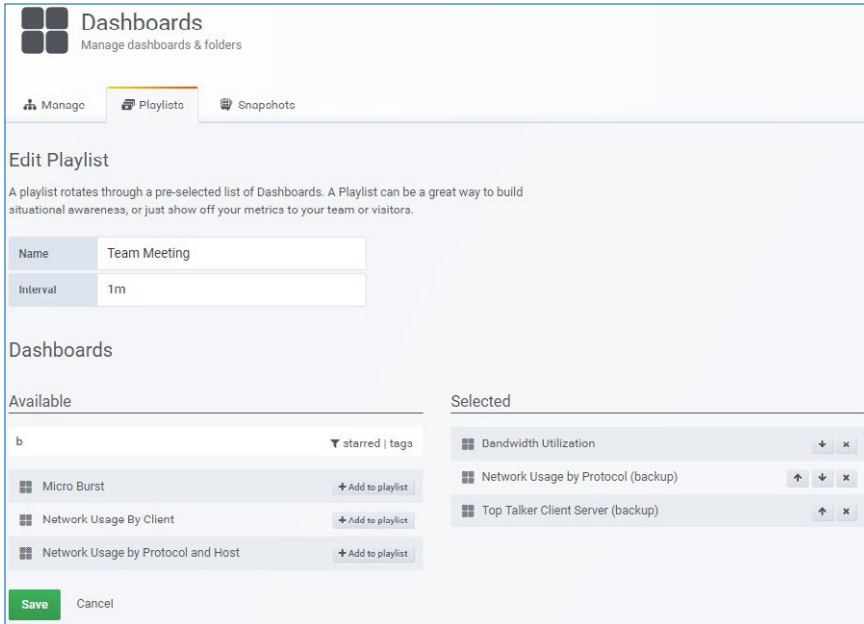 Dashboards
Manage dashboards & folders
Manage Playlists Snapshots
Edit Playlist
A playlist rotates through a pre-selected list of Dashboards. A Playlist can be a great way to build
situational awareness, or just show off your metrics to your team or visitors.
Name Team Meeting
Interval 1m
Dashboards
Available
b starred | tags
Micro Burst + Add to playlist
Network Usage By Client + Add to playlist
Network Usage by Protocol and Host + Add to playlist
Selected
Bandwidth Utilization
Network Usage by Protocol (backup)
Top Talker Client Server (backup)
Save Cancel